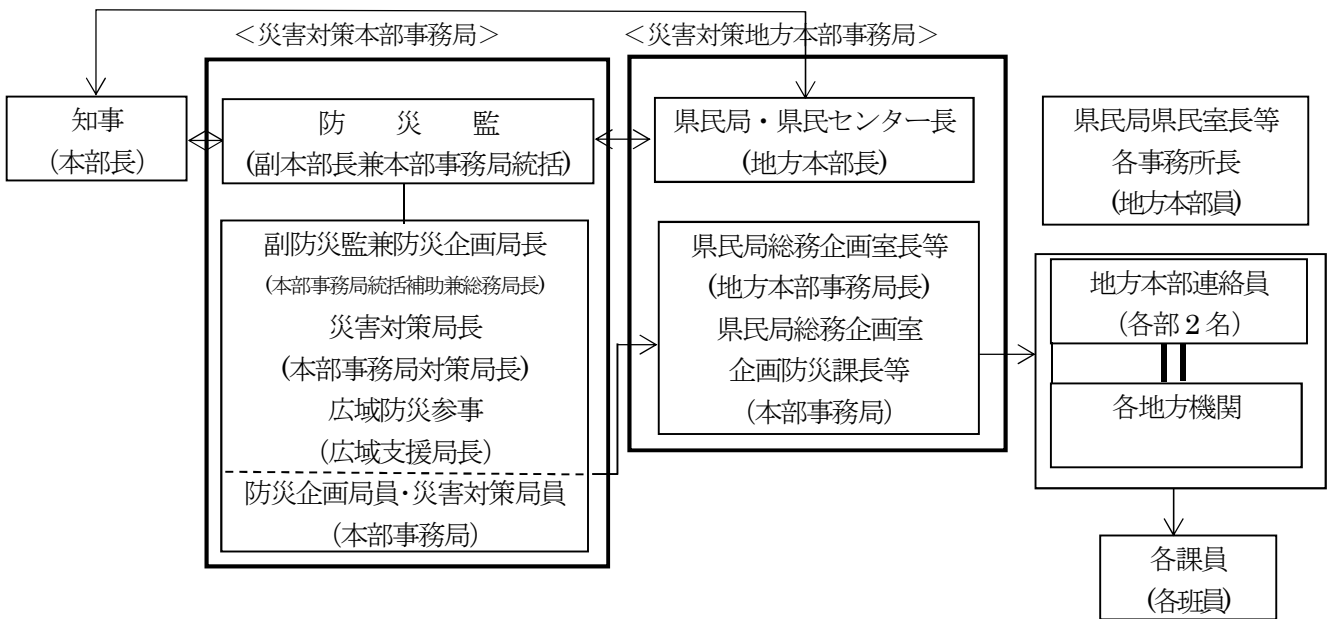 ＜災害対策本部事務局＞
＜災害対策地方本部事務局＞
知事
(本部長)
防　災　監
(副本部長兼本部事務局統括)
県民局・県民センター長
(地方本部長)
県民局県民室長等
各事務所長
(地方本部員)
副防災監兼防災企画局長
(本部事務局統括補助兼総務局長)
災害対策局長
(本部事務局対策局長)
広域防災参事
(広域支援局長)
防災企画局員・災害対策局員
(本部事務局)
県民局総務企画室長等
(地方本部事務局長)
県民局総務企画室
企画防災課長等
(本部事務局)
地方本部連絡員
(各部２名)
各地方機関
各課員
(各班員)